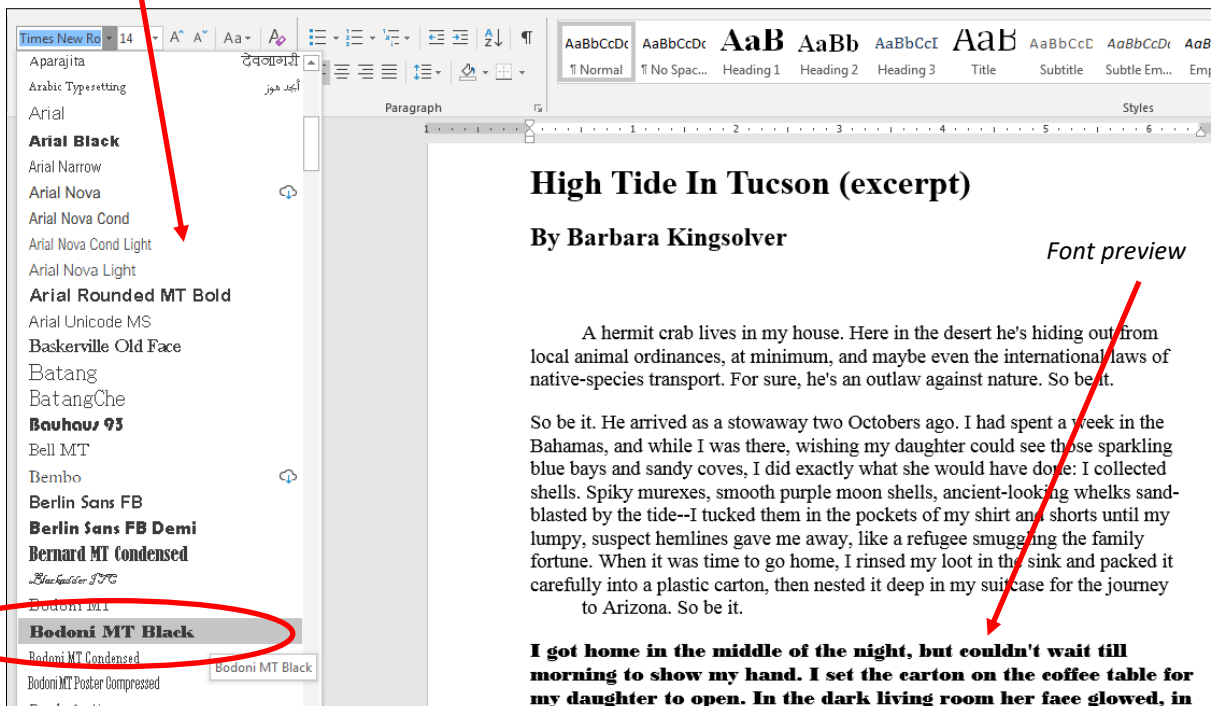 Times New Ro 14 A A Aa A
AaBbCcDc AaBbCcDc AaB AaBb AaBbCcI AaB AaBbCcD AaBbCcDc AaB
¶ Normal ¶ No Spac... Heading 1 Heading 2 Heading 3 Title Subtitle Subtle Em... Emp
Paragraph Styles
1 1 2 3 4 5 6
Aparajita देवनागरी
Arabic Typesetting أبجد هوز
Arial
Arial Black
Arial Narrow
Arial Nova
Arial Nova Cond
Arial Nova Cond Light
Arial Nova Light
Arial Rounded MT Bold
Arial Unicode MS
Baskerville Old Face
Batang
BatangChe
Bauhaus 93
Bell MT
Bembo
Berlin Sans FB
Berlin Sans FB Demi
Bernard MT Condensed
Blackadder ITC
Bodoni MT
Bodoni MT Black
Bodoni MT Condensed
Bodoni MT Black
Bodoni MT Poster Compressed
High Tide In Tucson (excerpt)
By Barbara Kingsolver
Font preview
A hermit crab lives in my house. Here in the desert he's hiding out from
local animal ordinances, at minimum, and maybe even the international laws of
native-species transport. For sure, he's an outlaw against nature. So be it.
So be it. He arrived as a stowaway two Octobers ago. I had spent a week in the
Bahamas, and while I was there, wishing my daughter could see those sparkling
blue bays and sandy coves, I did exactly what she would have done: I collected
shells. Spiky murexes, smooth purple moon shells, ancient-looking whelks sand-
blasted by the tide--I tucked them in the pockets of my shirt and shorts until my
lumpy, suspect hemlines gave me away, like a refugee smuggling the family
fortune. When it was time to go home, I rinsed my loot in the sink and packed it
carefully into a plastic carton, then nested it deep in my suitcase for the journey
to Arizona. So be it.
I got home in the middle of the night, but couldn't wait till
morning to show my hand. I set the carton on the coffee table for
my daughter to open. In the dark living room her face glowed, in